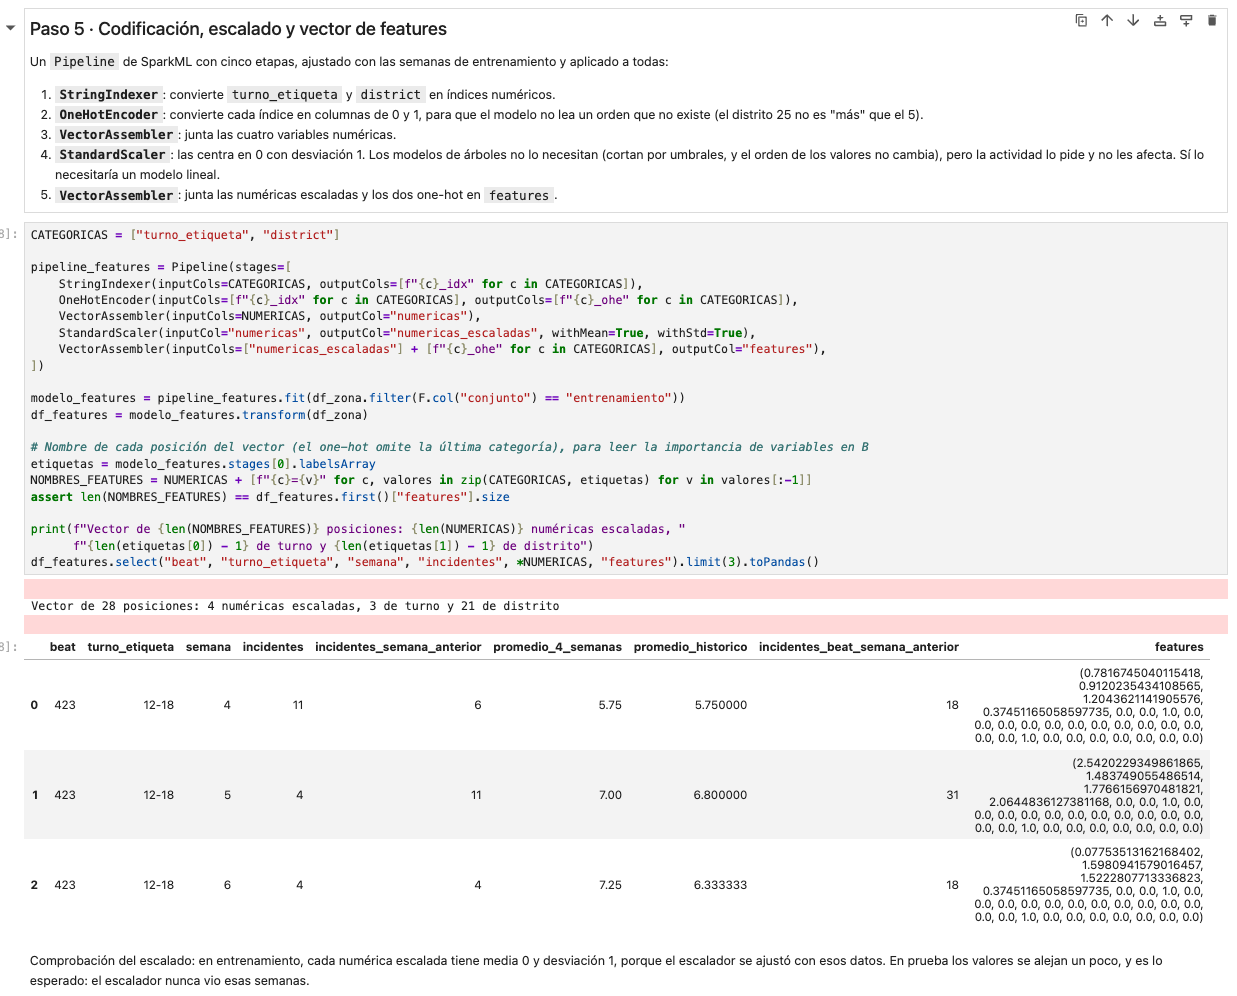 Paso 5 · Codificación, escalado y vector de features
Un Pipeline de SparkML con cinco etapas, ajustado con las semanas de entrenamiento y aplicado a todas:
1. StringIndexer : convierte turno_etiqueta y district en índices numéricos.
2. OneHotEncoder : convierte cada índice en columnas de 0 y 1, para que el modelo no lea un orden que no existe (el distrito 25 no es "más" que el 5).
3. VectorAssembler : junta las cuatro variables numéricas.
4. StandardScaler : las centra en 0 con desviación 1. Los modelos de árboles no lo necesitan (cortan por umbrales, y el orden de los valores no cambia), pero la actividad lo pide y no les afecta. Sí lo
necesitaría un modelo lineal.
5. VectorAssembler : junta las numéricas escaladas y los dos one-hot en features .
8]:
CATEGORICAS = ["turno_etiqueta", "district"]
pipeline_features = Pipeline(stages=[
    StringIndexer(inputCols=CATEGORICAS, outputCols=[f"{c}_idx" for c in CATEGORICAS]),
    OneHotEncoder(inputCols=[f"{c}_idx" for c in CATEGORICAS], outputCols=[f"{c}_ohe" for c in CATEGORICAS]),
    VectorAssembler(inputCols=NUMERICAS, outputCol="numericas"),
    StandardScaler(inputCol="numericas", outputCol="numericas_escaladas", withMean=True, withStd=True),
    VectorAssembler(inputCols=["numericas_escaladas"] + [f"{c}_ohe" for c in CATEGORICAS], outputCol="features"),
])
modelo_features = pipeline_features.fit(df_zona.filter(F.col("conjunto") == "entrenamiento"))
df_features = modelo_features.transform(df_zona)
# Nombre de cada posición del vector (el one-hot omite la última categoría), para leer la importancia de variables en B
etiquetas = modelo_features.stages[0].labelsArray
NOMBRES_FEATURES = NUMERICAS + [f"{c}={v}" for c, valores in zip(CATEGORICAS, etiquetas) for v in valores[:-1]]
assert len(NOMBRES_FEATURES) == df_features.first()["features"].size
print(f"Vector de {len(NOMBRES_FEATURES)} posiciones: {len(NUMERICAS)} numéricas escaladas, "
      f"{len(etiquetas[0]) - 1} de turno y {len(etiquetas[1]) - 1} de distrito")
df_features.select("beat", "turno_etiqueta", "semana", "incidentes", *NUMERICAS, "features").limit(3).toPandas()
Vector de 28 posiciones: 4 numéricas escaladas, 3 de turno y 21 de distrito
8]:
beat turno_etiqueta semana incidentes incidentes_semana_anterior promedio_4_semanas promedio_historico incidentes_beat_semana_anterior features
0 423 12-18 4 11 6 5.75 5.750000 18
(0.7816745040115418,
0.9120235434108565,
1.2043621141905576,
0.37451165058597735, 0.0, 0.0, 1.0, 0.0,
0.0, 0.0, 0.0, 0.0, 0.0, 0.0, 0.0, 0.0, 0.0,
0.0, 0.0, 1.0, 0.0, 0.0, 0.0, 0.0, 0.0, 0.0)
1 423 12-18 5 4 11 7.00 6.800000 31
(2.5420229349861865,
1.483749055486514,
1.7766156970481821,
2.0644836127381168, 0.0, 0.0, 1.0, 0.0,
0.0, 0.0, 0.0, 0.0, 0.0, 0.0, 0.0, 0.0, 0.0,
0.0, 0.0, 1.0, 0.0, 0.0, 0.0, 0.0, 0.0, 0.0)
2 423 12-18 6 4 4 7.25 6.333333 18
(0.07753513162168402,
1.5980941579016457,
1.5222807713336823,
0.37451165058597735, 0.0, 0.0, 1.0, 0.0,
0.0, 0.0, 0.0, 0.0, 0.0, 0.0, 0.0, 0.0, 0.0,
0.0, 0.0, 1.0, 0.0, 0.0, 0.0, 0.0, 0.0, 0.0)
Comprobación del escalado: en entrenamiento, cada numérica escalada tiene media 0 y desviación 1, porque el escalador se ajustó con esos datos. En prueba los valores se alejan un poco, y es lo
esperado: el escalador nunca vio esas semanas.